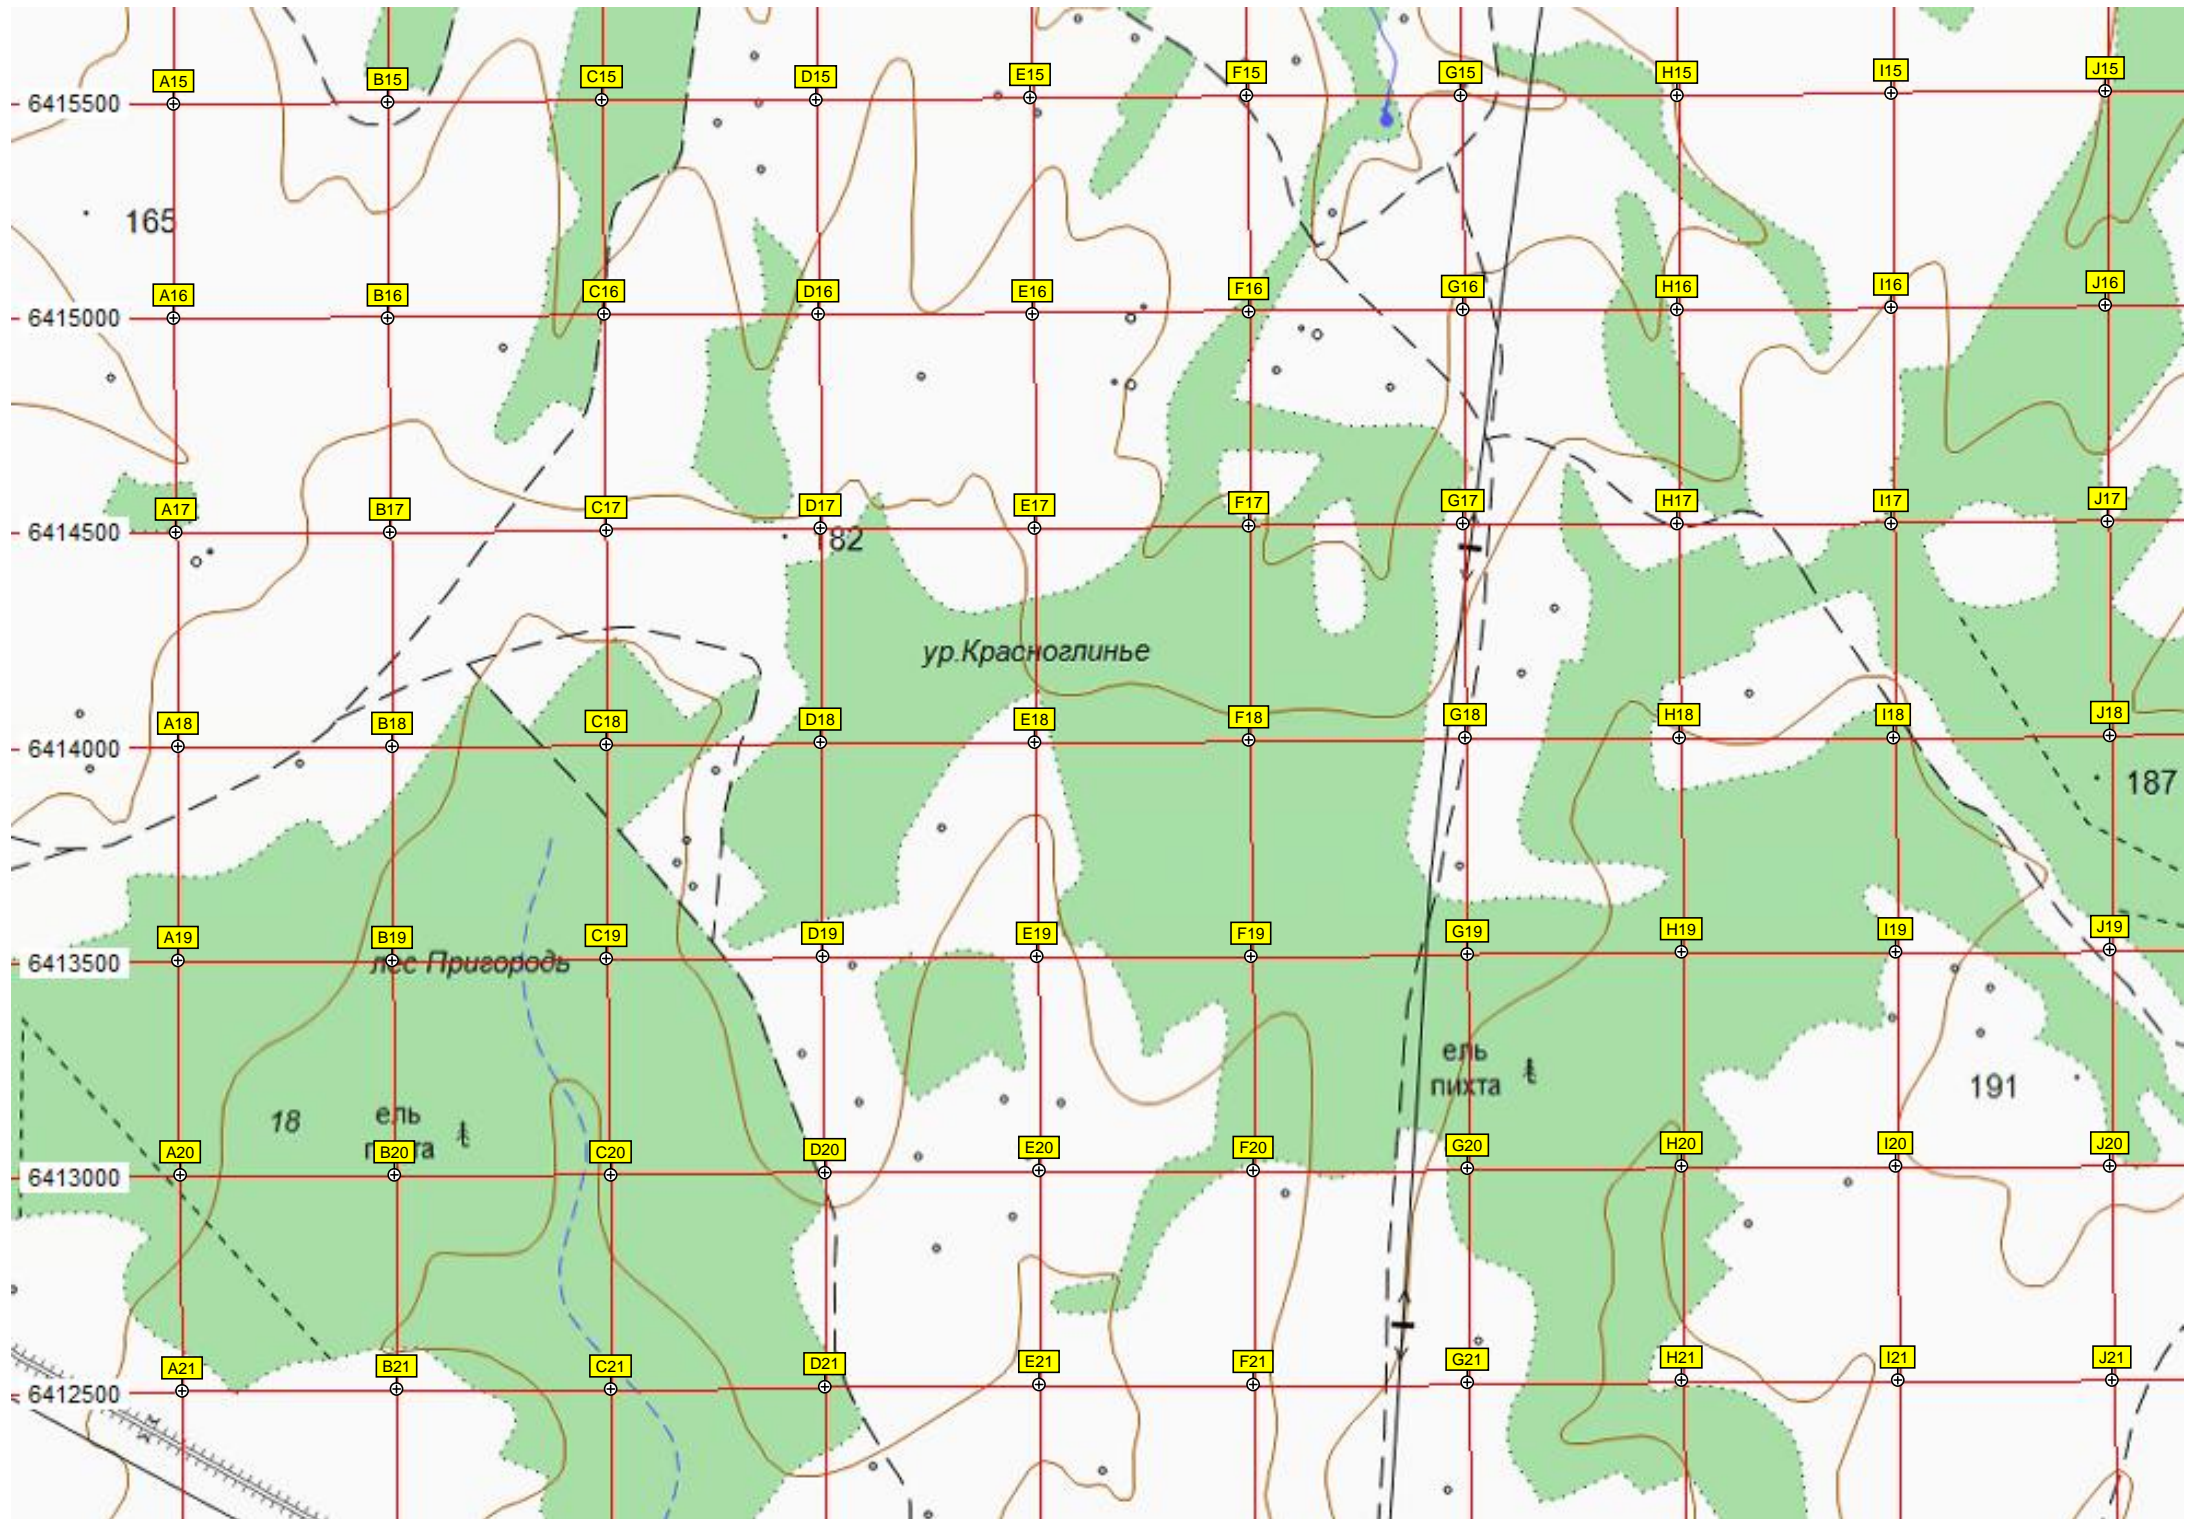 A15 B15 C15 D15 E15 F15 G15 H15 I15 J15
6415500
165
A16 B16 C16 D16 E16 F16 G16 H16 I16 J16
6415000
A17 B17 C17 D17 E17 F17 G17 H17 I17 J17
6414500
82
ур.Красноглинье
A18 B18 C18 D18 E18 F18 G18 H18 I18 J18
6414000
187
A19 B19 C19 D19 E19 F19 G19 H19 I19 J19
6413500
лес Пригородь
ель
пихта
191
18
ель
A20 B20 C20 D20 E20 F20 G20 H20 I20 J20
6413000
A21 B21 C21 D21 E21 F21 G21 H21 I21 J21
6412500